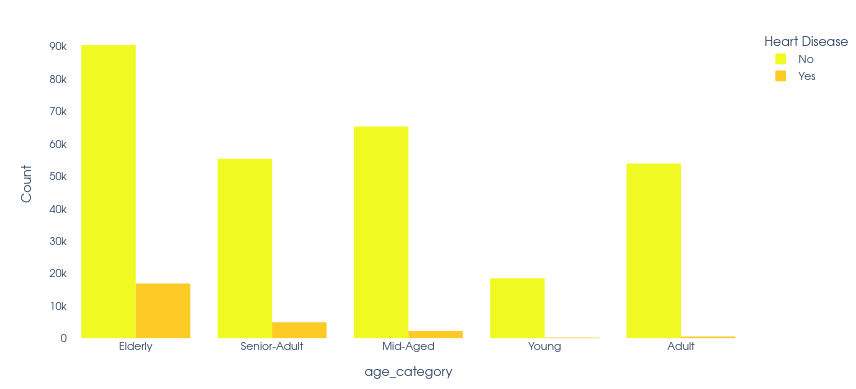 Heart Disease
No
Yes
Count
90k
80k
70k
60k
50k
40k
30k
20k
10k
0
Elderly
Senior-Adult
Mid-Aged
Young
Adult
age_category